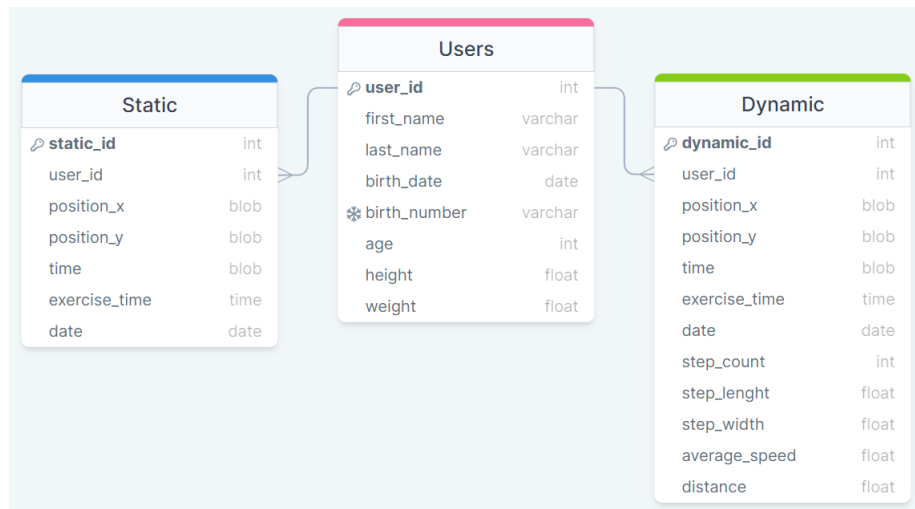 Static
static_id int
user_id int
position_x blob
position_y blob
time blob
exercise_time time
date date
Users
user_id int
first_name varchar
last_name varchar
birth_date date
birth_number varchar
age int
height float
weight float
Dynamic
dynamic_id int
user_id int
position_x blob
position_y blob
time blob
exercise_time time
date date
step_count int
step_lenght float
step_width float
average_speed float
distance float